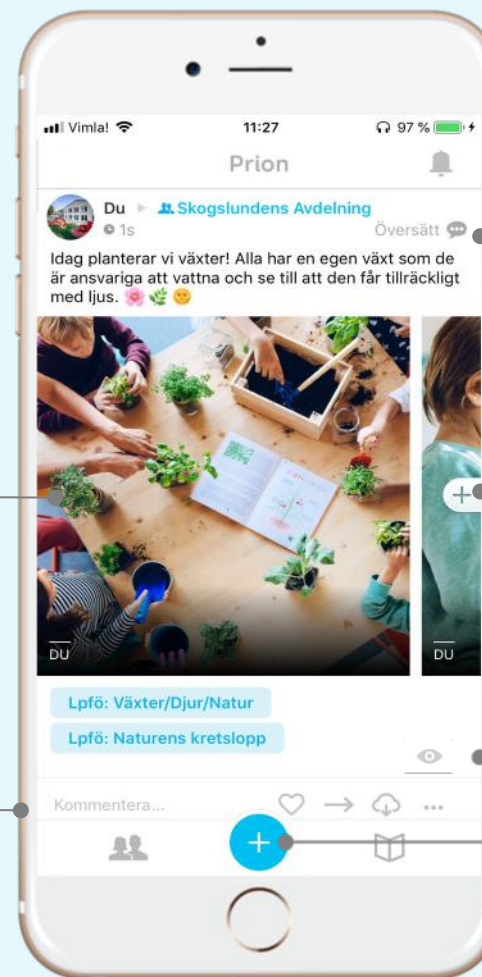 Vimla! 11:27 97 %
Prion
Du Skogslundens Avdelning
1s
Översätt
Idag planterar vi växter! Alla har en egen växt som de
är ansvariga att vattna och se till att den får tillräckligt
med ljus. 🌸 🌿 🌞
DU DU
Lpfö: Växter/Djur/Natur
Lpfö: Naturens kretslopp
Kommentera...